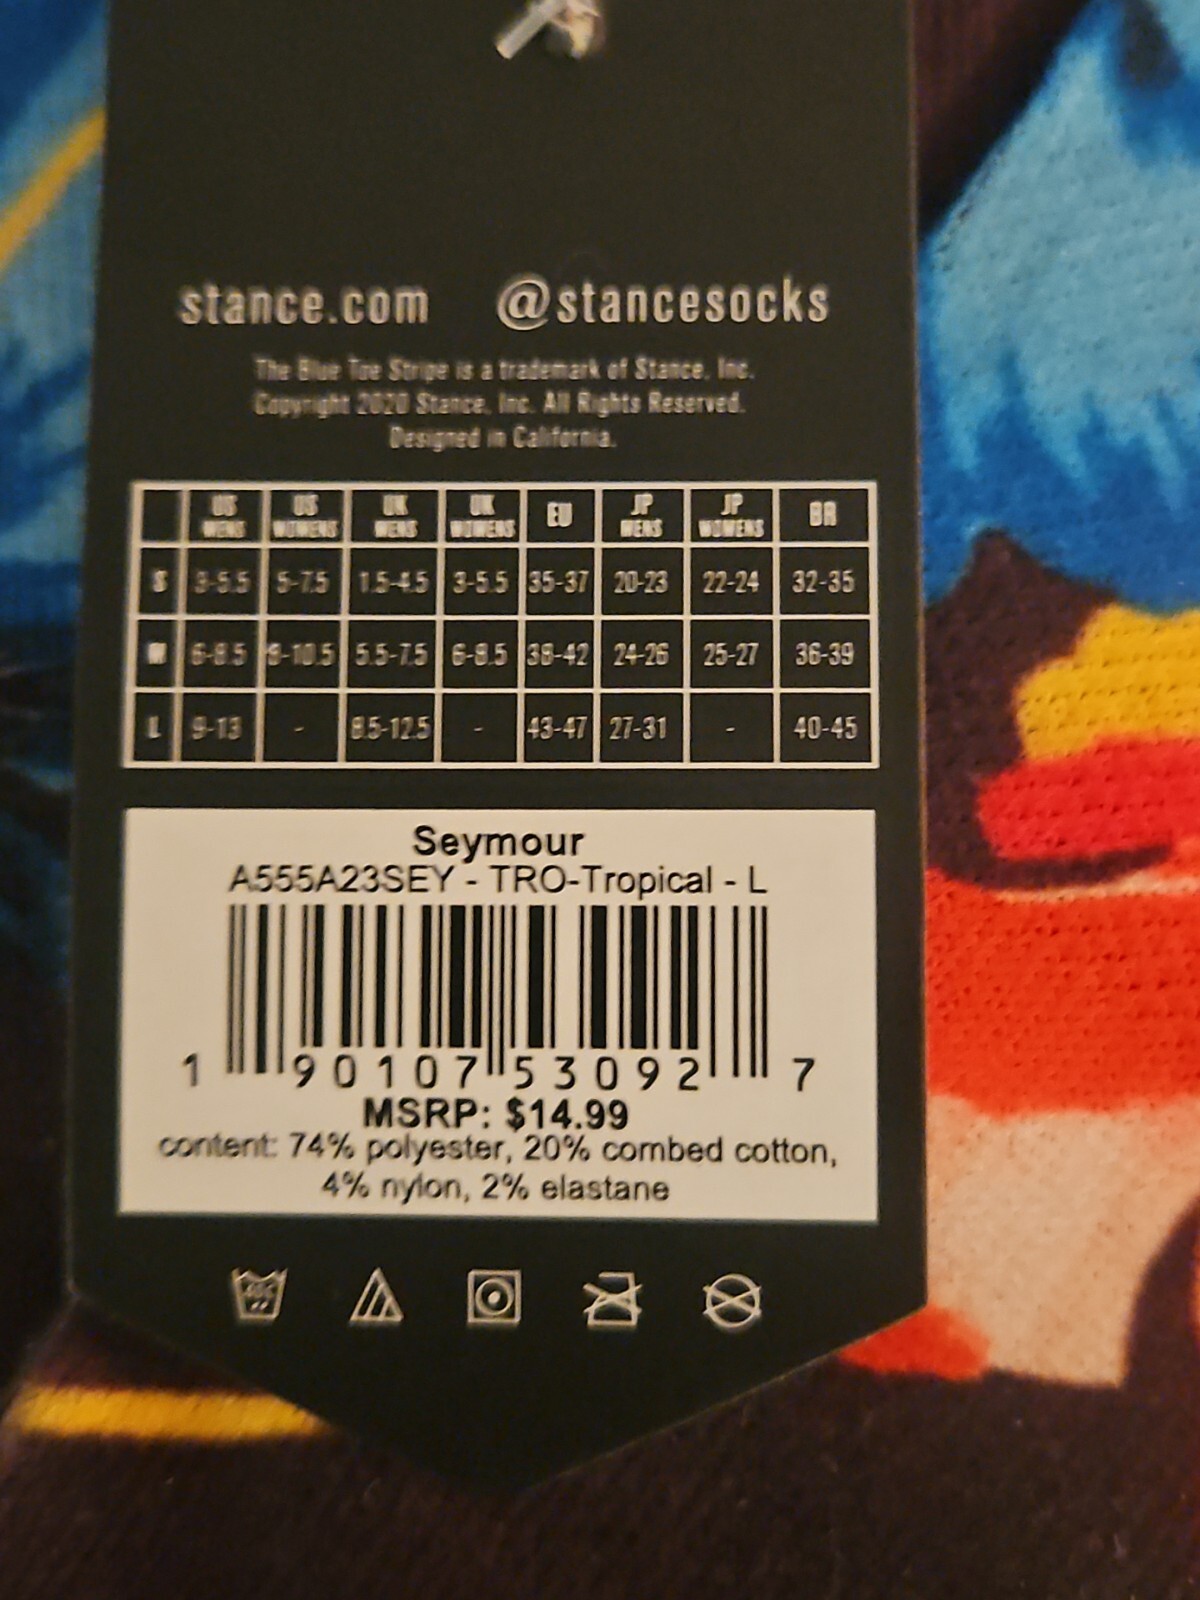 stance.com @stancesocks
The Blue Toe Stripe is a trademark of Stance, Inc.
Copyright 2020 Stance, Inc. All Rights Reserved.
Designed in California.
US MENS US WOMENS UK MENS UK WOMENS EU JP MENS JP WOMENS BR
S 3-5.5 5-7.5 1.5-4.5 3-5.5 35-37 20-23 22-24 32-35
M 6-8.5 8-10.5 5.5-7.5 6-8.5 38-42 24-26 25-27 36-39
L 9-13 - 8.5-12.5 - 43-47 27-31 - 40-45
Seymour
A555A23SEY - TRO-Tropical - L
1 90107 53092 7
MSRP: $14.99
content: 74% polyester, 20% combed cotton,
4% nylon, 2% elastane
40C